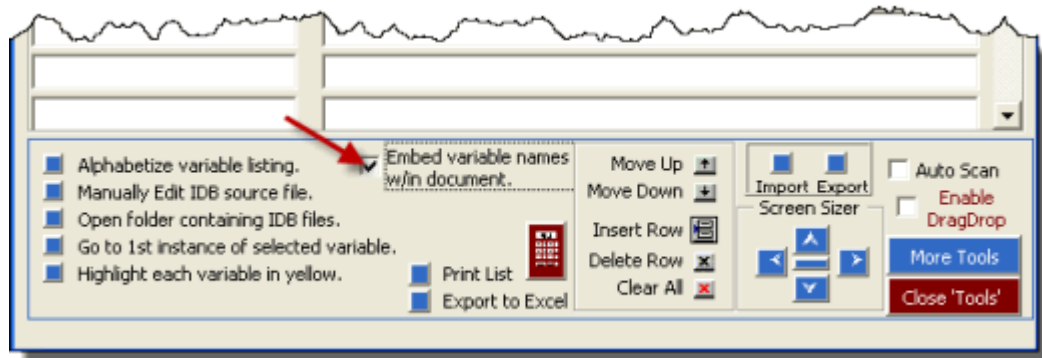 Alphabetize variable listing.
Manually Edit IDB source file.
Open folder containing IDB files.
Go to 1st instance of selected variable.
Highlight each variable in yellow.
Embed variable names
w/in document.
Print List
Export to Excel
Move Up
Move Down
Insert Row
Delete Row
Clear All
Import Export
Screen Sizer
Auto Scan
Enable
DragDrop
More Tools
Close 'Tools'